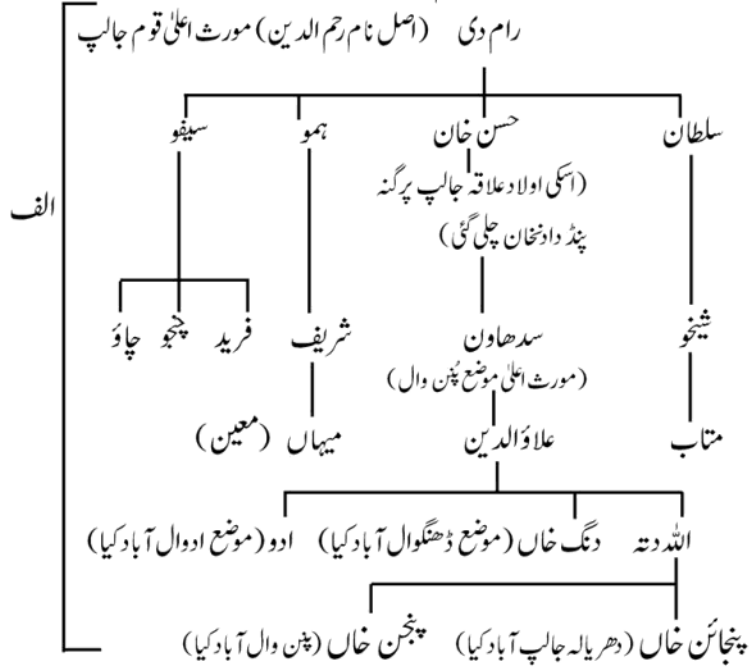 رام دی (اصل نام رحم الدین) مورث اعلیٰ قوم جالپ
سلطان حسن خان ہمو سیفو
(اسکی اولاد علاقہ جالپ پرگنہ
پنڈ دادنخان چلی گئی)
الف
شیخو سدھاون شریف فرید چنجو چاؤ
(مورث اعلیٰ موضع پُنن وال)
متاب علاؤالدین میہاں (معین)
اللہ دتہ دنگ خاں (موضع ڈھنگوال آباد کیا) ادو (موضع ادووال آباد کیا)
پنجائن خاں (دھریالہ جالپ آباد کیا) پنجن خاں (پنن وال آباد کیا)